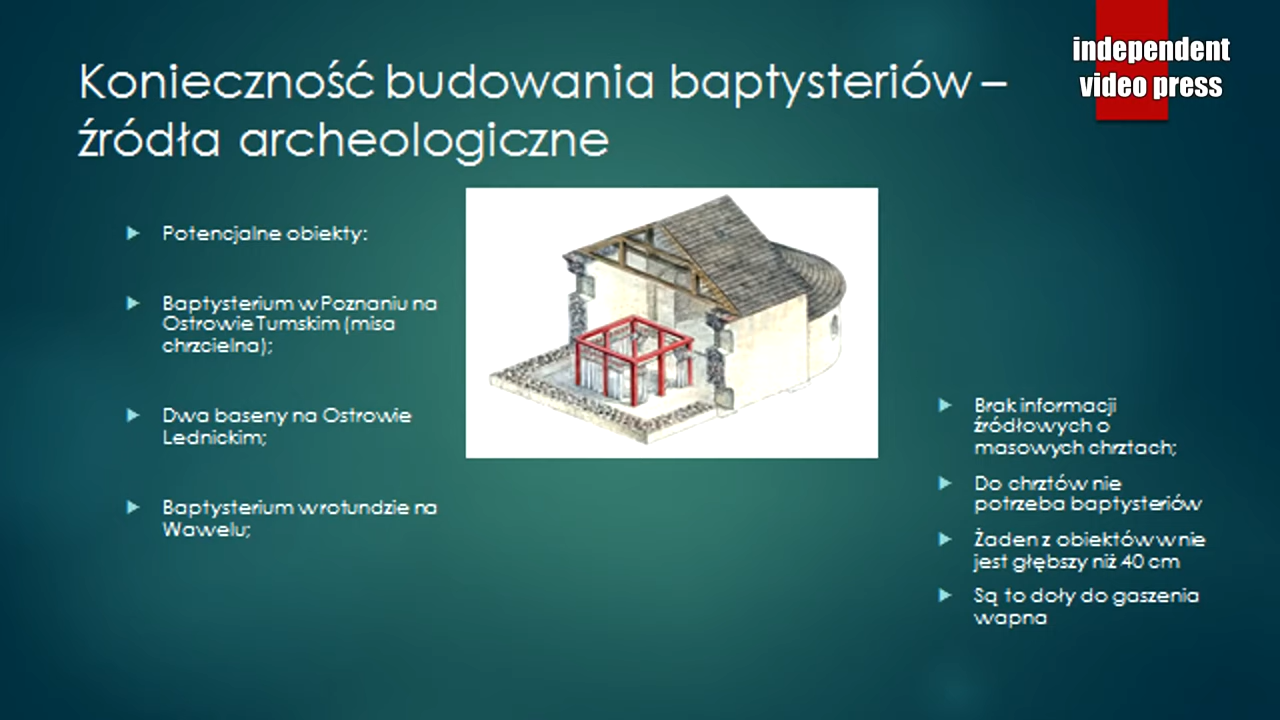 Konieczność budowania baptysteriów –
źródła archeologiczne
independent
video press
Potencjalne obiekty:
Baptysterium w Poznaniu na
Ostrowie Tumskim (misa
chrzcielna);
Dwa baseny na Ostrowie
Lednickim;
Baptysterium w rotundzie na
Wawelu;
Brak informacji
źródłowych o
masowych chrztach;
Do chrztów nie
potrzeba baptysteriów
Żaden z obiektów w nie
jest głębszy niż 40 cm
Są to doły do gaszenia
wapna